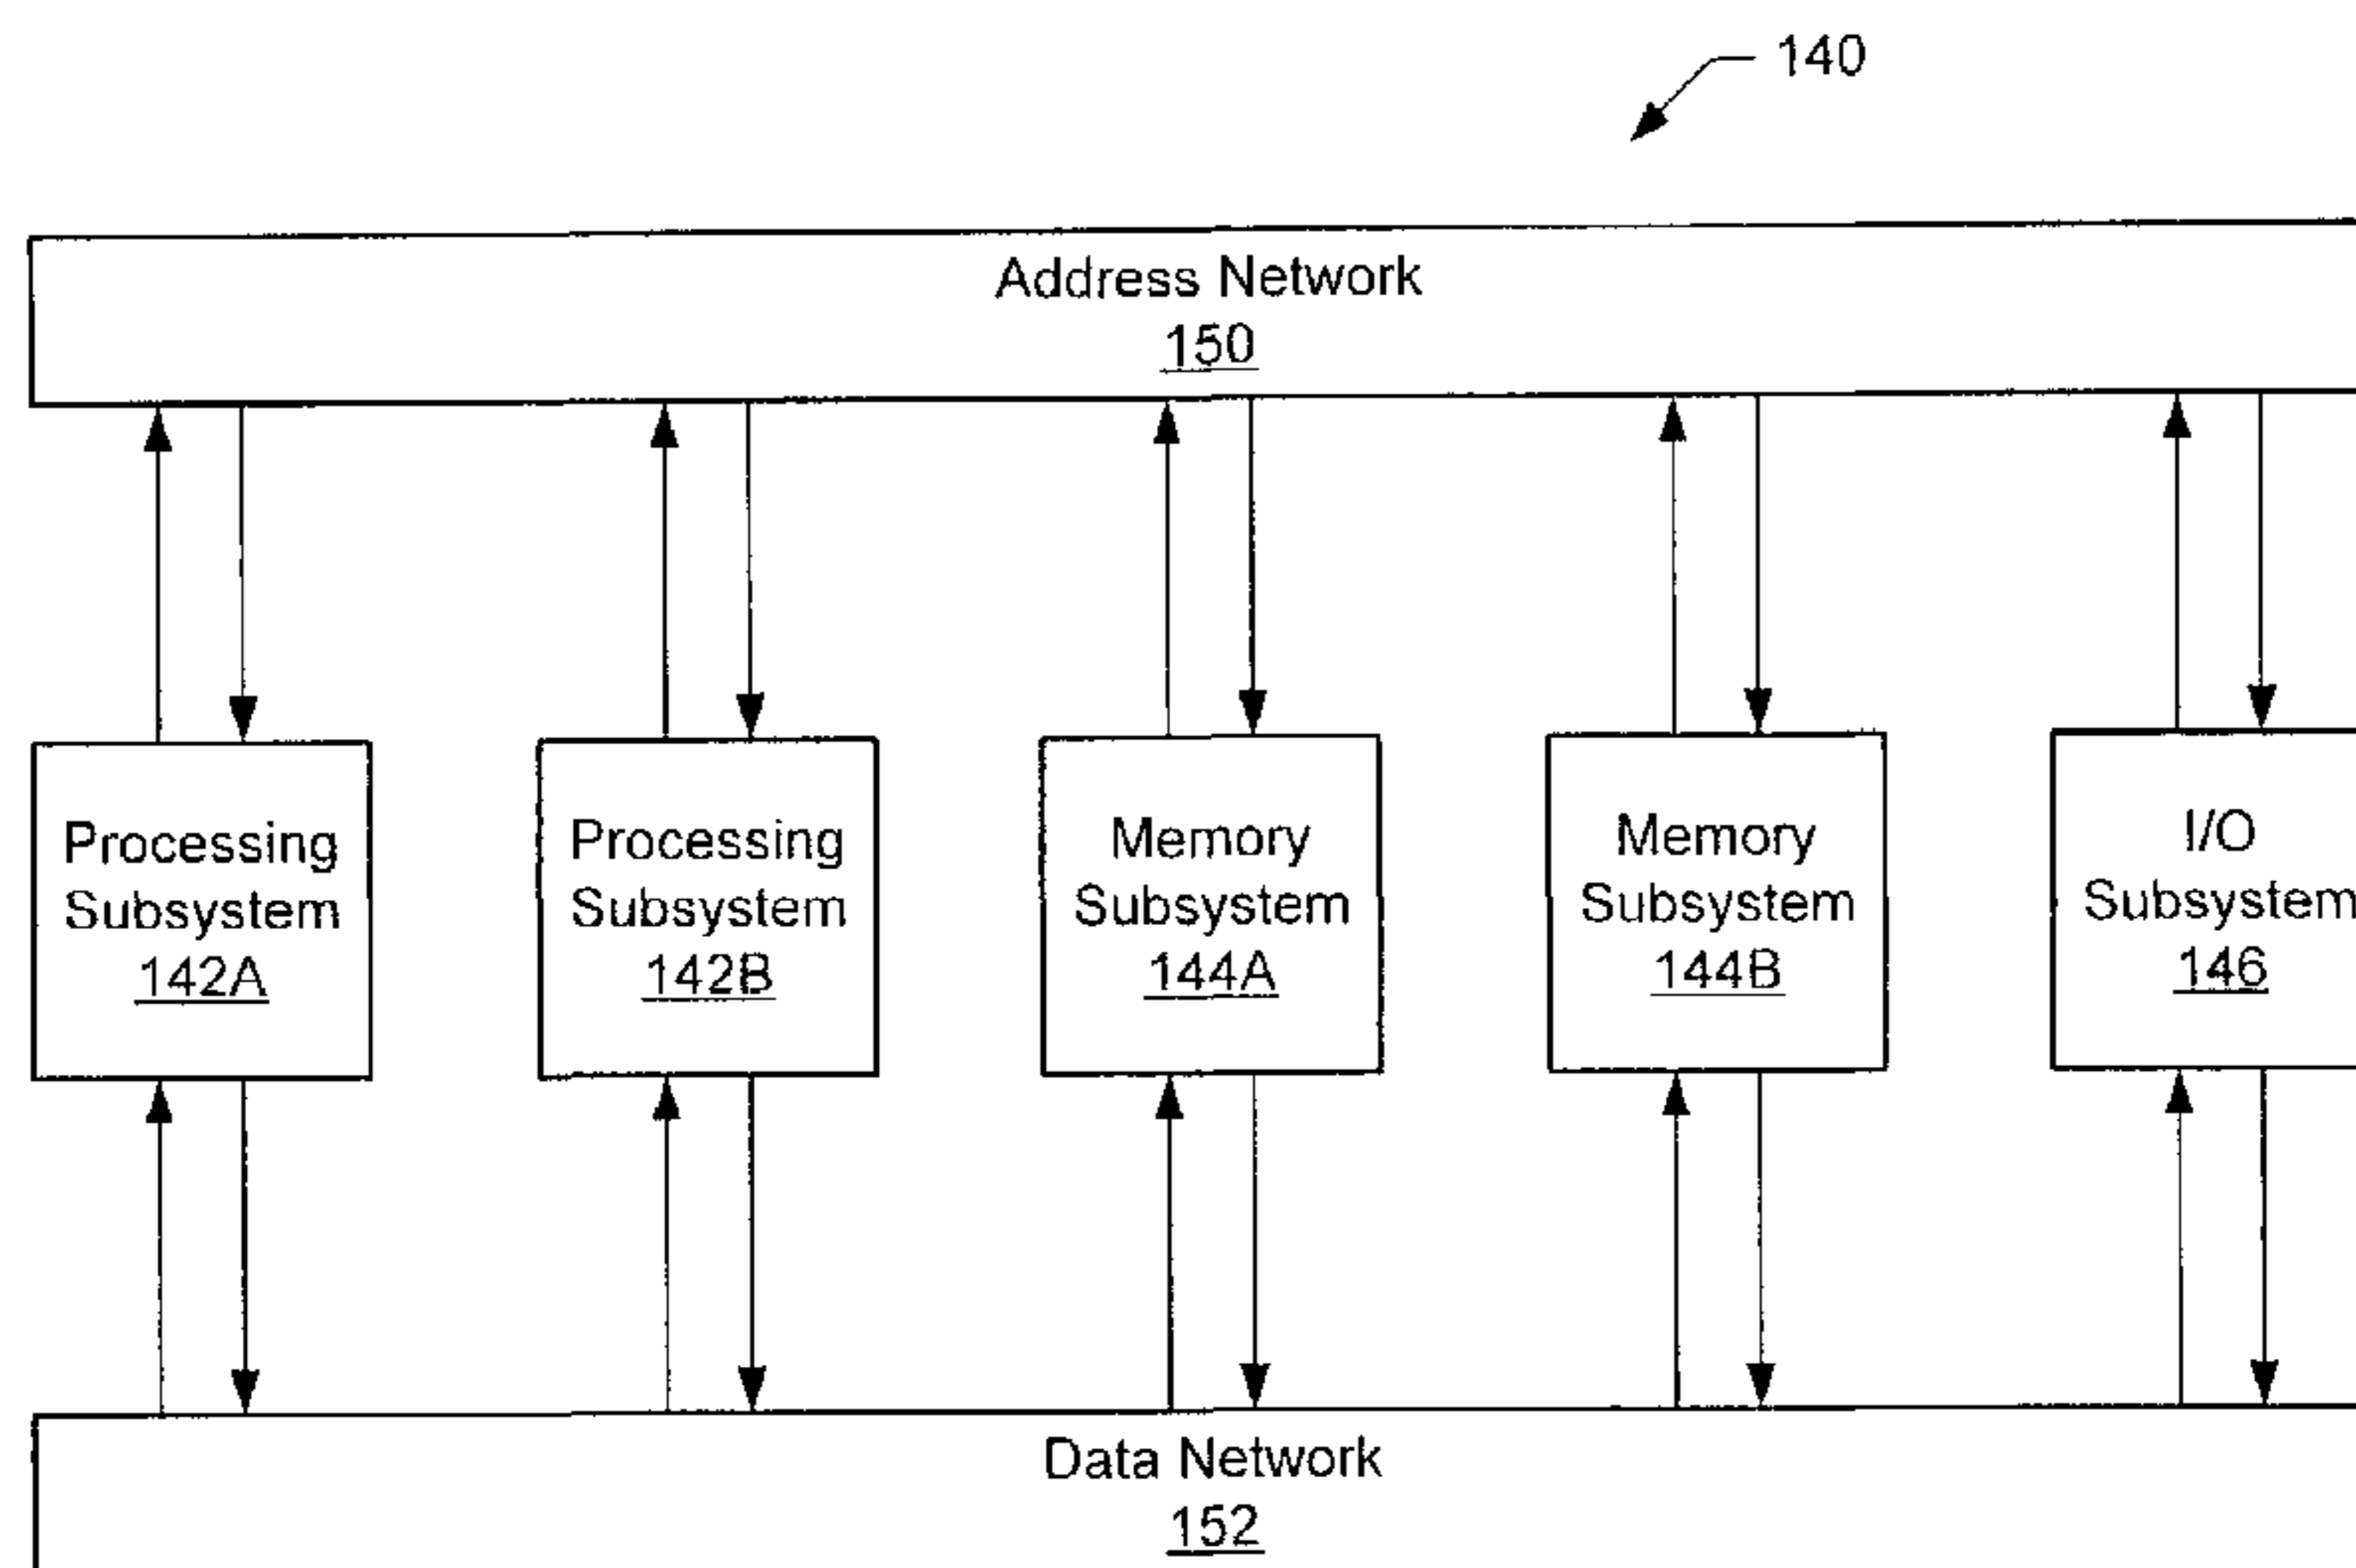 140
Address Network
150
Processing
Subsystem
142A
Processing
Subsystem
142B
Memory
Subsystem
144A
Memory
Subsystem
144B
I/O
Subsystem
146
Data Network
152